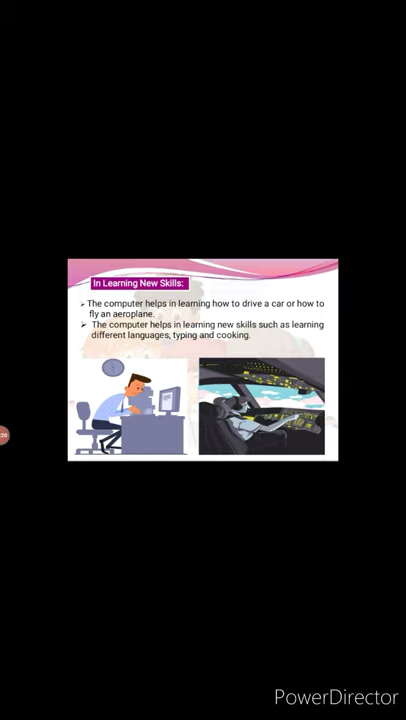 In Learning New Skills:
➢ The computer helps in learning how to drive a car or how to
fly an aeroplane.
➢ The computer helps in learning new skills such as learning
different languages, typing and cooking.
:20
PowerDirector